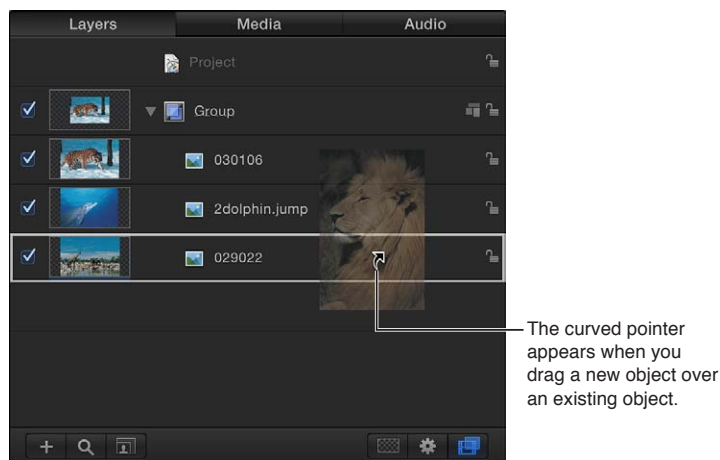 Layers Media Audio
Project
Group
030106
2dolphin.jump
029022
The curved pointer
appears when you
drag a new object over
an existing object.